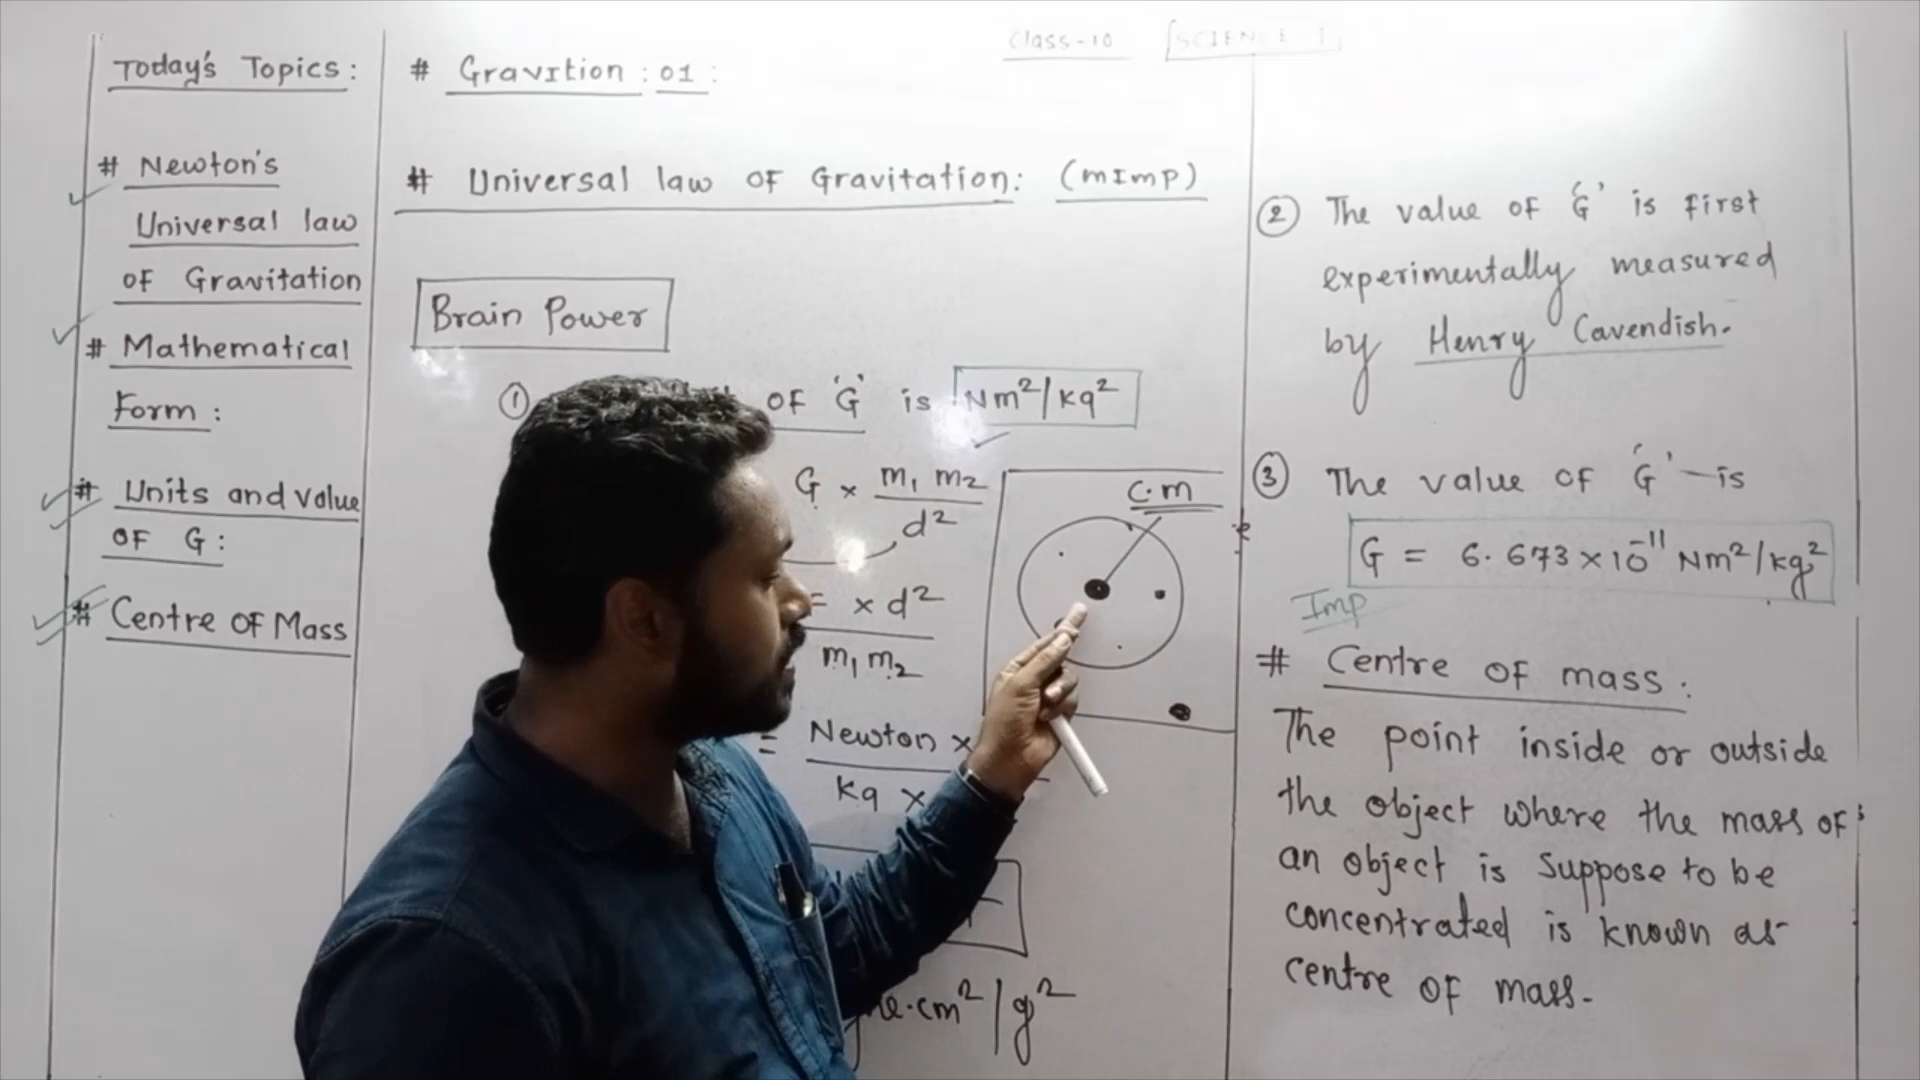 Class-10 SCIENCE-I
Today's Topics:
# Newton's
Universal law
of Gravitation
# Mathematical
Form:
# Units and value
of G:
# Centre of Mass
# Gravition: 01:
# Universal law of Gravitation: (mImp)
Brain Power
① of 'G' is Nm²/kg²
G × m₁ m₂
d²
= × d²
m₁ m₂
= Newton ×
kg ×
.cm²/g²
C.m
② The value of 'G' is first
experimentally measured
by Henry Cavendish.
③ The value of 'G' is
G = 6.673×10⁻¹¹ Nm²/kg²
Imp
# Centre of mass:
The point inside or outside
the object where the mass of
an object is suppose to be
concentrated is known as
centre of mass.